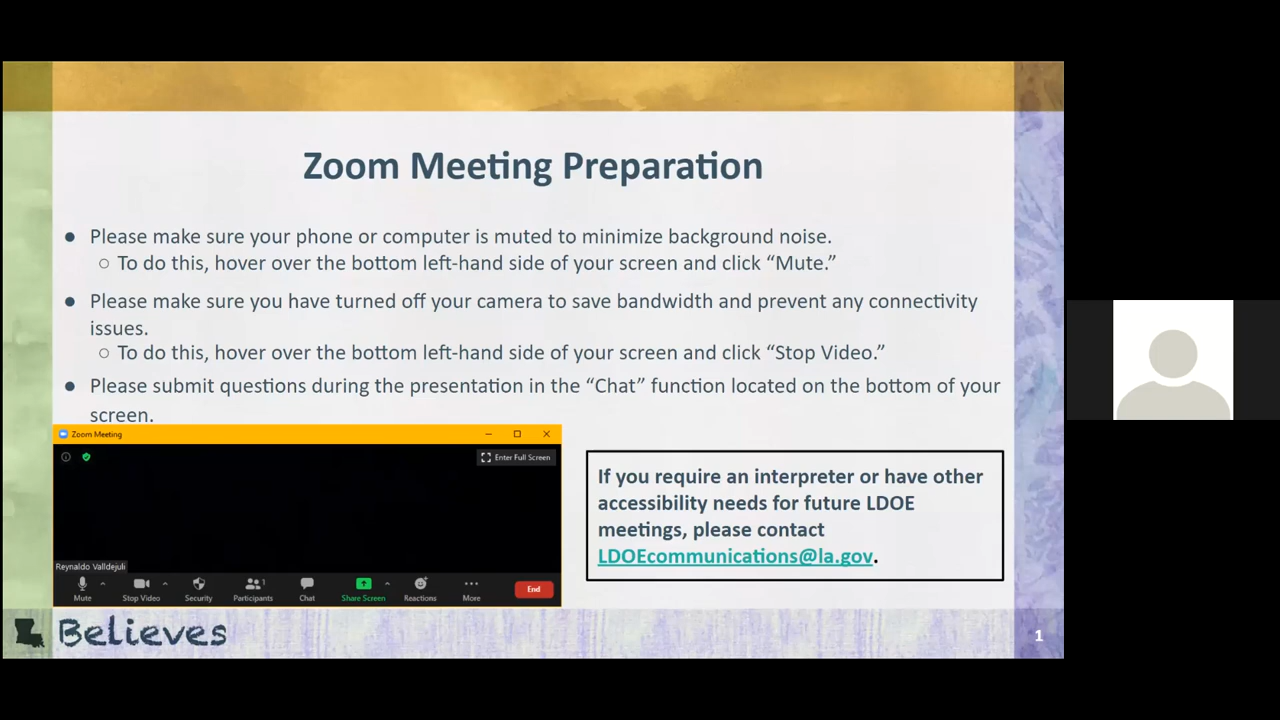 Zoom Meeting Preparation
● Please make sure your phone or computer is muted to minimize background noise.
○ To do this, hover over the bottom left-hand side of your screen and click “Mute.”
● Please make sure you have turned off your camera to save bandwidth and prevent any connectivity
issues.
○ To do this, hover over the bottom left-hand side of your screen and click “Stop Video.”
● Please submit questions during the presentation in the “Chat” function located on the bottom of your
screen.
Zoom Meeting
Enter Full Screen
Reynaldo Valldejuli
1
Mute Stop Video Security Participants Chat Share Screen Reactions More End
If you require an interpreter or have other
accessibility needs for future LDOE
meetings, please contact
LDOEcommunications@la.gov.
Believes
1